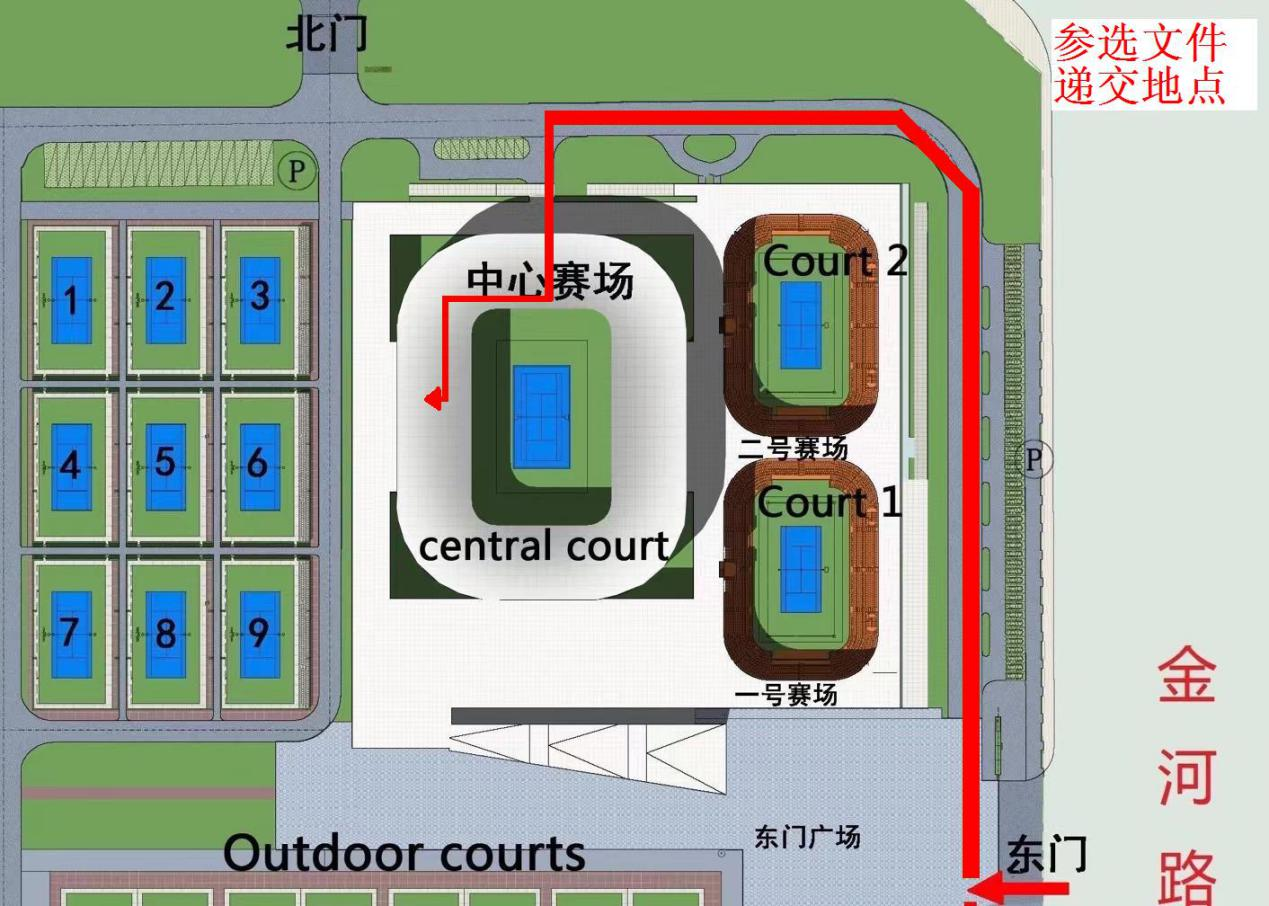 北门
参选文件
递交地点
P
1
2
3
中心赛场
Court 2
4
5
6
二号赛场
P
Court 1
central court
7
8
9
一号赛场
金河路
东门广场
东门
Outdoor courts